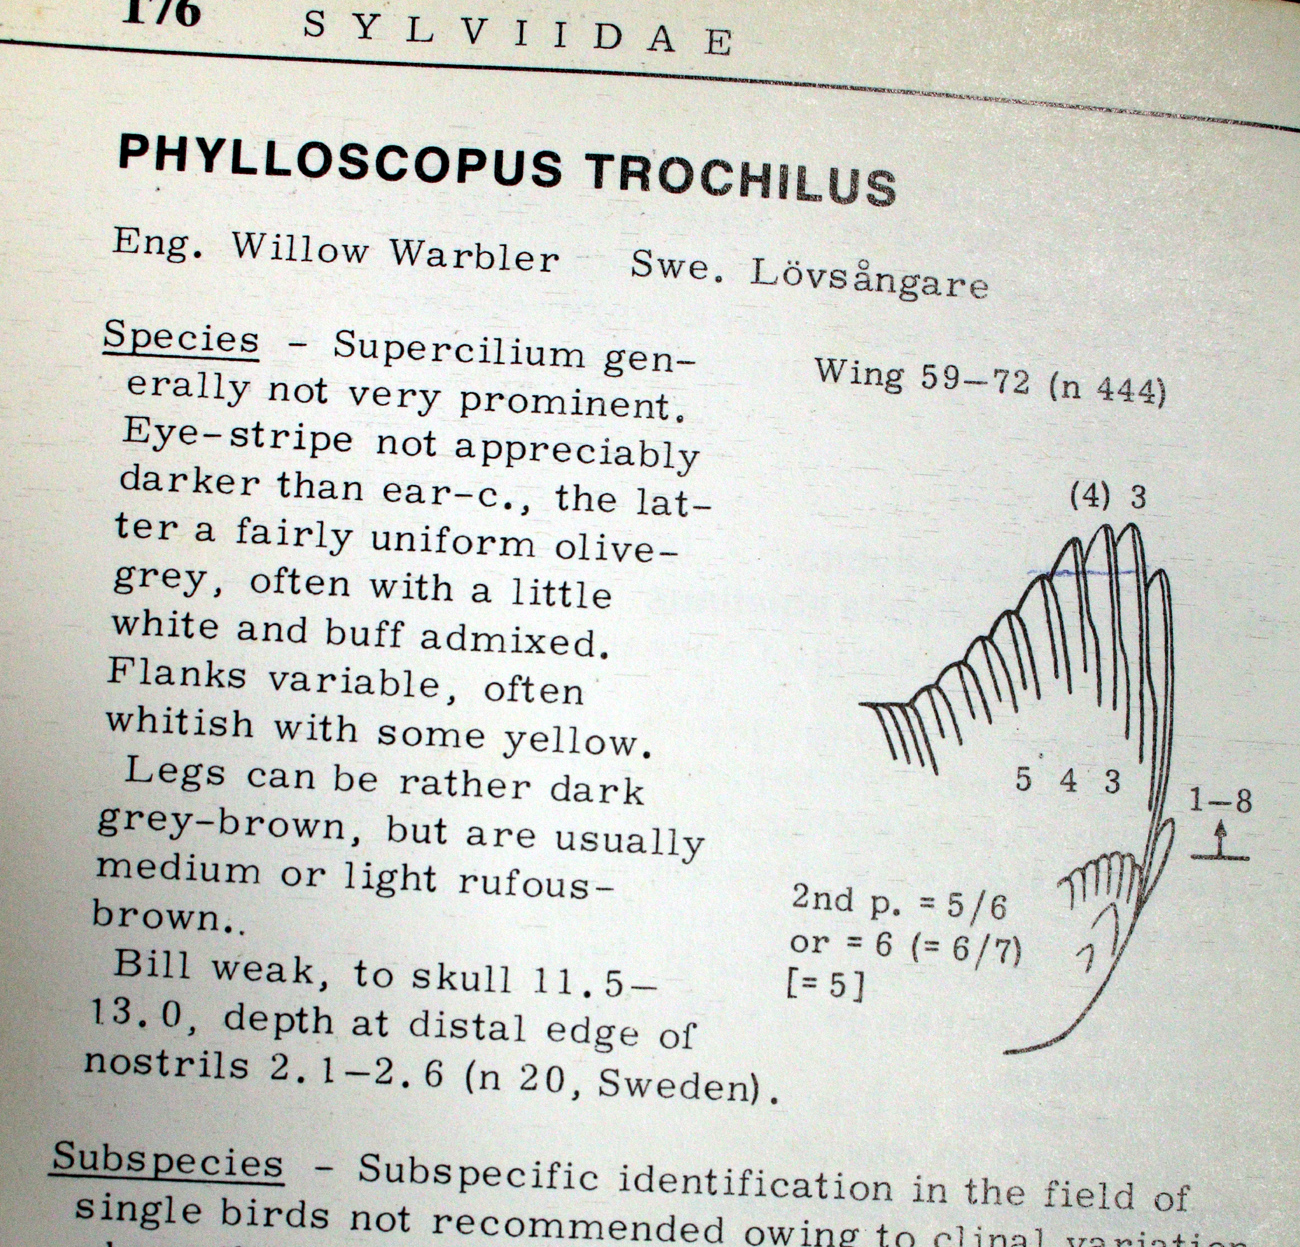 176 SYLVIIDAE
PHYLLOSCOPUS TROCHILUS
Eng. Willow Warbler Swe. Lövsångare
Species - Supercilium gen-
erally not very prominent.
Eye-stripe not appreciably
darker than ear-c., the lat-
ter a fairly uniform olive-
grey, often with a little
white and buff admixed.
Flanks variable, often
whitish with some yellow.
Legs can be rather dark
grey-brown, but are usually
medium or light rufous-
brown..
Bill weak, to skull 11.5—
13.0, depth at distal edge of
nostrils 2.1—2.6 (n 20, Sweden).
Wing 59—72 (n 444)
(4) 3
5 4 3
1—8
2nd p. = 5/6
or = 6 (= 6/7)
[= 5]
Subspecies - Subspecific identification in the field of
single birds not recommended owing to clinal variation